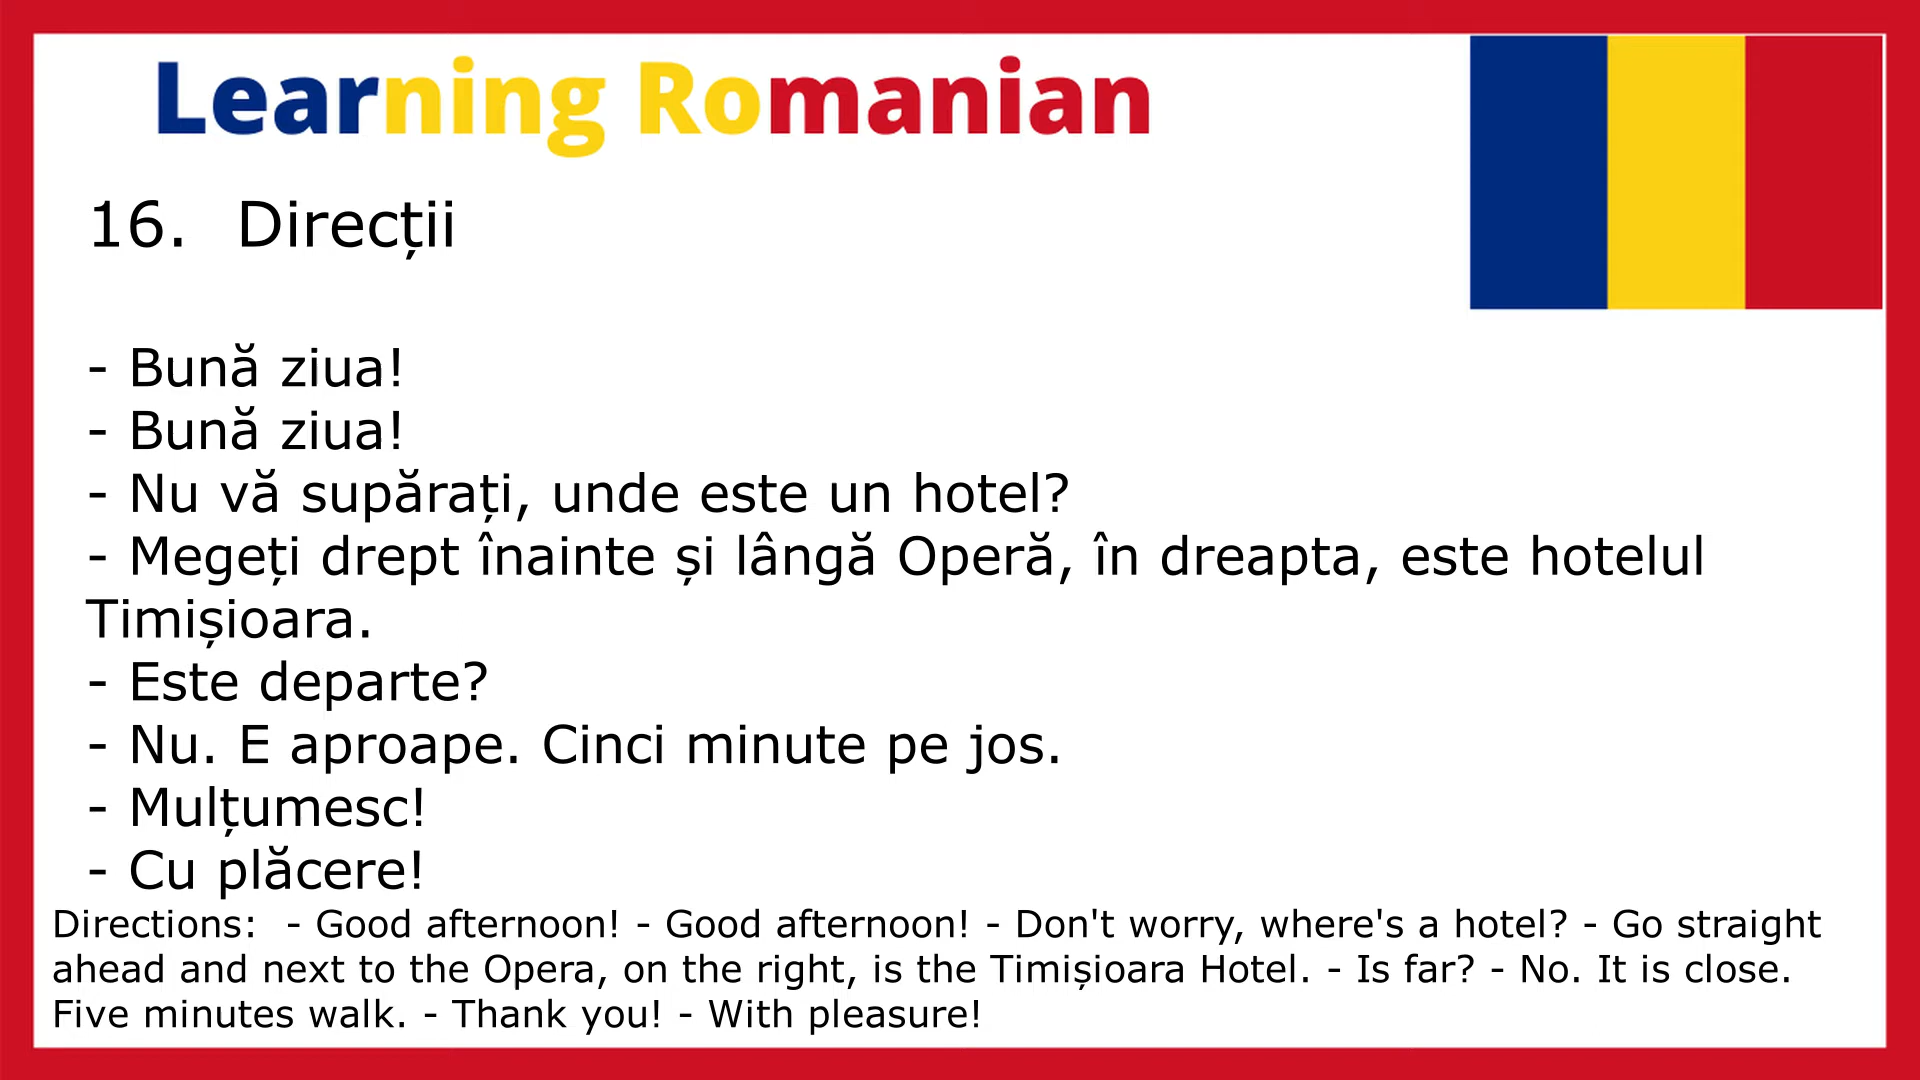 Learning Romanian
16. Direcții
- Bună ziua!
- Bună ziua!
- Nu vă supărați, unde este un hotel?
- Megeți drept înainte și lângă Operă, în dreapta, este hotelul
Timișioara.
- Este departe?
- Nu. E aproape. Cinci minute pe jos.
- Mulțumesc!
- Cu plăcere!
Directions: - Good afternoon! - Good afternoon! - Don't worry, where's a hotel? - Go straight
ahead and next to the Opera, on the right, is the Timișioara Hotel. - Is far? - No. It is close.
Five minutes walk. - Thank you! - With pleasure!